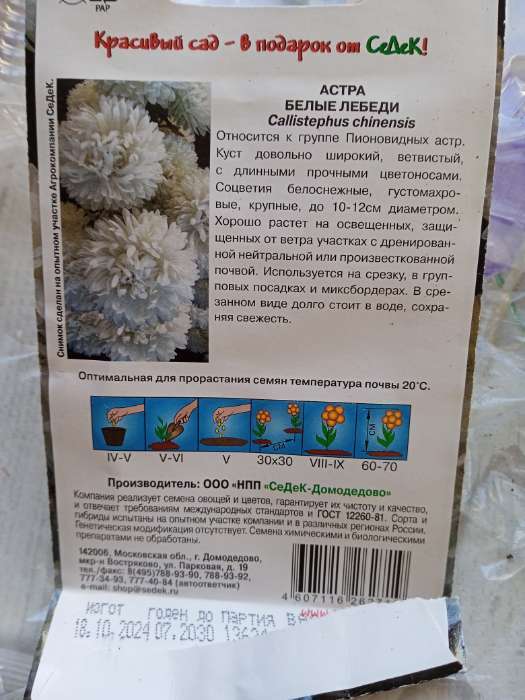 РАР
Красивый сад - в подарок от СеДеК!
АСТРА
БЕЛЫЕ ЛЕБЕДИ
Callistephus chinensis
Относится к группе Пионовидных астр.
Куст довольно широкий, ветвистый,
с длинными прочными цветоносами.
Соцветия белоснежные, густомахро-
вые, крупные, до 10-12см диаметром.
Хорошо растет на освещенных, защи-
щенных от ветра участках с дренирован-
ной нейтральной или произвесткованной
почвой. Используется на срезку, в груп-
повых посадках и миксбордерах. В сре-
занном виде долго стоит в воде, сохра-
няя свежесть.
Снимок сделан на опытном участке Агрокомпании СеДеК.
Оптимальная для прорастания семян температура почвы 20°С.
СМ
СМ
IV-V V-VI V 30х30 VIII-IX 60-70
Производитель: ООО «НПП «СеДеК-Домодедово»
Компания реализует семена овощей и цветов, гарантирует их чистоту и качество,
и отвечает требованиям международных стандартов и ГОСТ 12260-81. Сорта и
гибриды испытаны на опытном участке компании и в различных регионах России.
Генетическая модификация отсутствует. Семена химическими и биологическими
препаратами не обработаны.
142006, Московская обл., г. Домодедово,
мкр-н Востряково, ул. Парковая, д. 19
тел./факс: 8(495)788-93-90, 788-93-92,
777-34-93, 777-40-84 (автоответчик)
e-mail: shop@sedek.ru
4 607116
изгот годен до партия
www
18.10.2024 07.2030